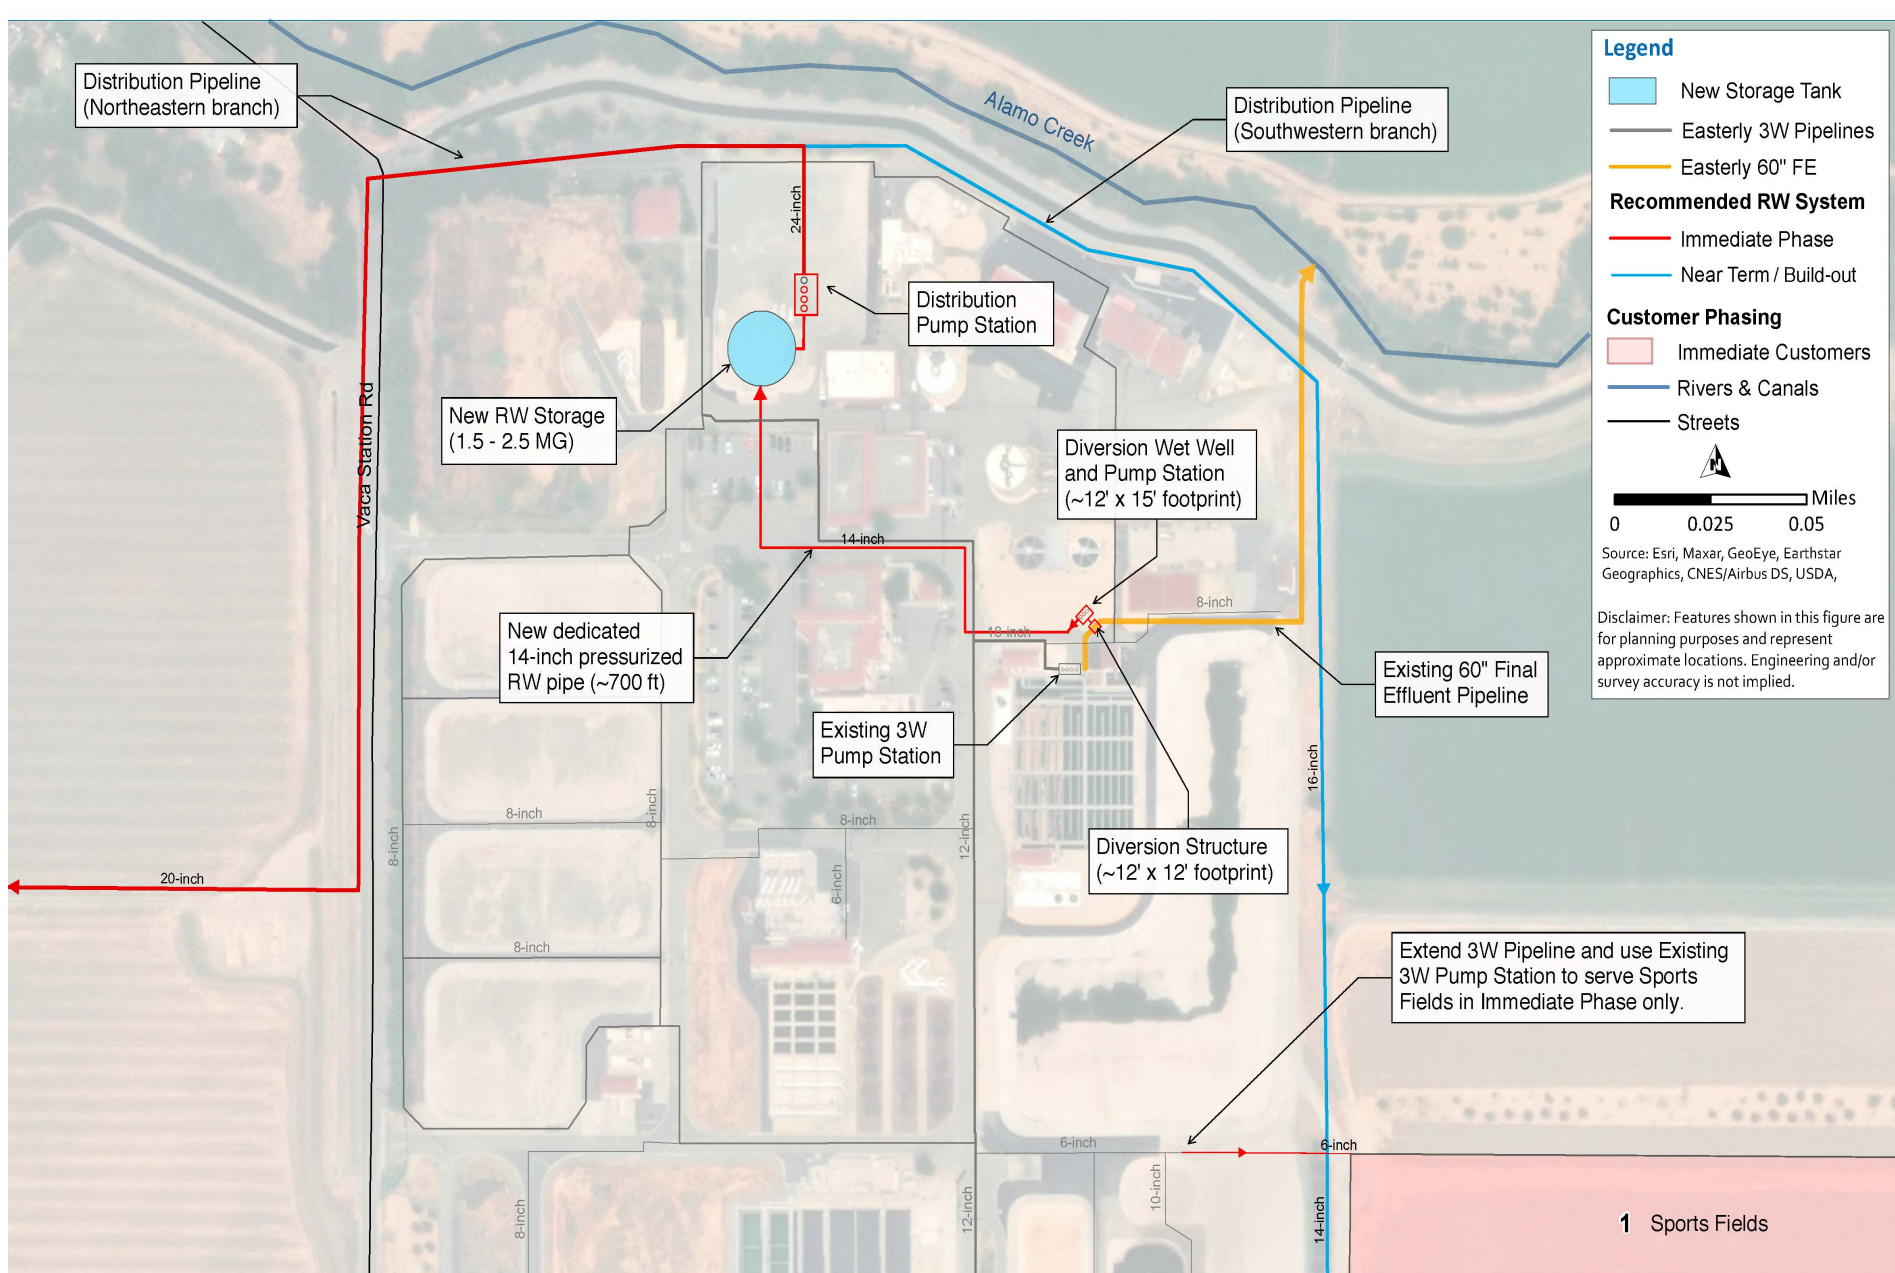 Distribution Pipeline
(Northeastern branch)
Alamo Creek
Distribution Pipeline
(Southwestern branch)
24-inch
Distribution
Pump Station
New RW Storage
(1.5 - 2.5 MG)
Vaca Station Rd
Diversion Wet Well
and Pump Station
(~12' x 15' footprint)
14-inch
8-inch
18-inch
New dedicated
14-inch pressurized
RW pipe (~700 ft)
Existing 60" Final
Effluent Pipeline
Existing 3W
Pump Station
16-inch
8-inch
8-inch
8-inch
8-inch
12-inch
6-inch
Diversion Structure
(~12' x 12' footprint)
20-inch
8-inch
Extend 3W Pipeline and use Existing
3W Pump Station to serve Sports
Fields in Immediate Phase only.
6-inch
6-inch
8-inch
12-inch
10-inch
14-inch
1 Sports Fields
Legend
New Storage Tank
Easterly 3W Pipelines
Easterly 60" FE
Recommended RW System
Immediate Phase
Near Term / Build-out
Customer Phasing
Immediate Customers
Rivers & Canals
Streets
N
Miles
0 0.025 0.05
Source: Esri, Maxar, GeoEye, Earthstar
Geographics, CNES/Airbus DS, USDA,
Disclaimer: Features shown in this figure are
for planning purposes and represent
approximate locations. Engineering and/or
survey accuracy is not implied.